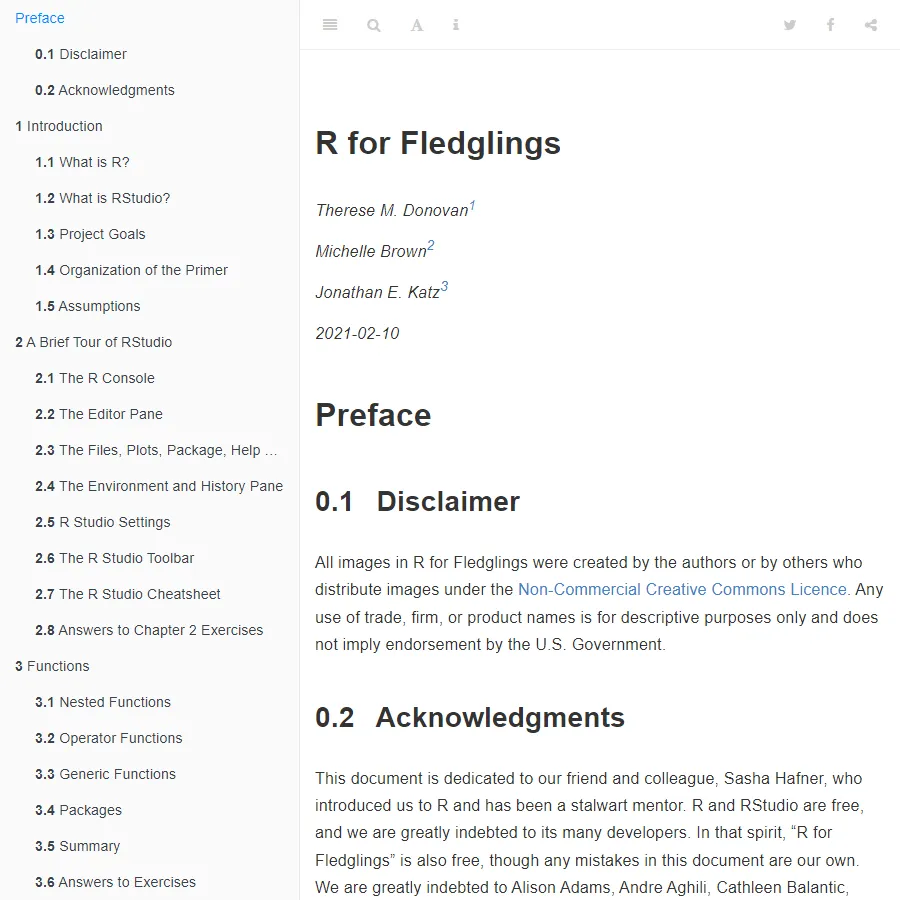 Preface
0.1 Disclaimer
0.2 Acknowledgments
1 Introduction
1.1 What is R?
1.2 What is RStudio?
1.3 Project Goals
1.4 Organization of the Primer
1.5 Assumptions
2 A Brief Tour of RStudio
2.1 The R Console
2.2 The Editor Pane
2.3 The Files, Plots, Package, Help …
2.4 The Environment and History Pane
2.5 R Studio Settings
2.6 The R Studio Toolbar
2.7 The R Studio Cheatsheet
2.8 Answers to Chapter 2 Exercises
3 Functions
3.1 Nested Functions
3.2 Operator Functions
3.3 Generic Functions
3.4 Packages
3.5 Summary
3.6 Answers to Exercises
R for Fledglings
Therese M. Donovan1
Michelle Brown2
Jonathan E. Katz3
2021-02-10
Preface
0.1 Disclaimer
All images in R for Fledglings were created by the authors or by others who
distribute images under the Non-Commercial Creative Commons Licence. Any
use of trade, firm, or product names is for descriptive purposes only and does
not imply endorsement by the U.S. Government.
0.2 Acknowledgments
This document is dedicated to our friend and colleague, Sasha Hafner, who
introduced us to R and has been a stalwart mentor. R and RStudio are free,
and we are greatly indebted to its many developers. In that spirit, “R for
Fledglings” is also free, though any mistakes in this document are our own.
We are greatly indebted to Alison Adams, Andre Aghili, Cathleen Balantic,